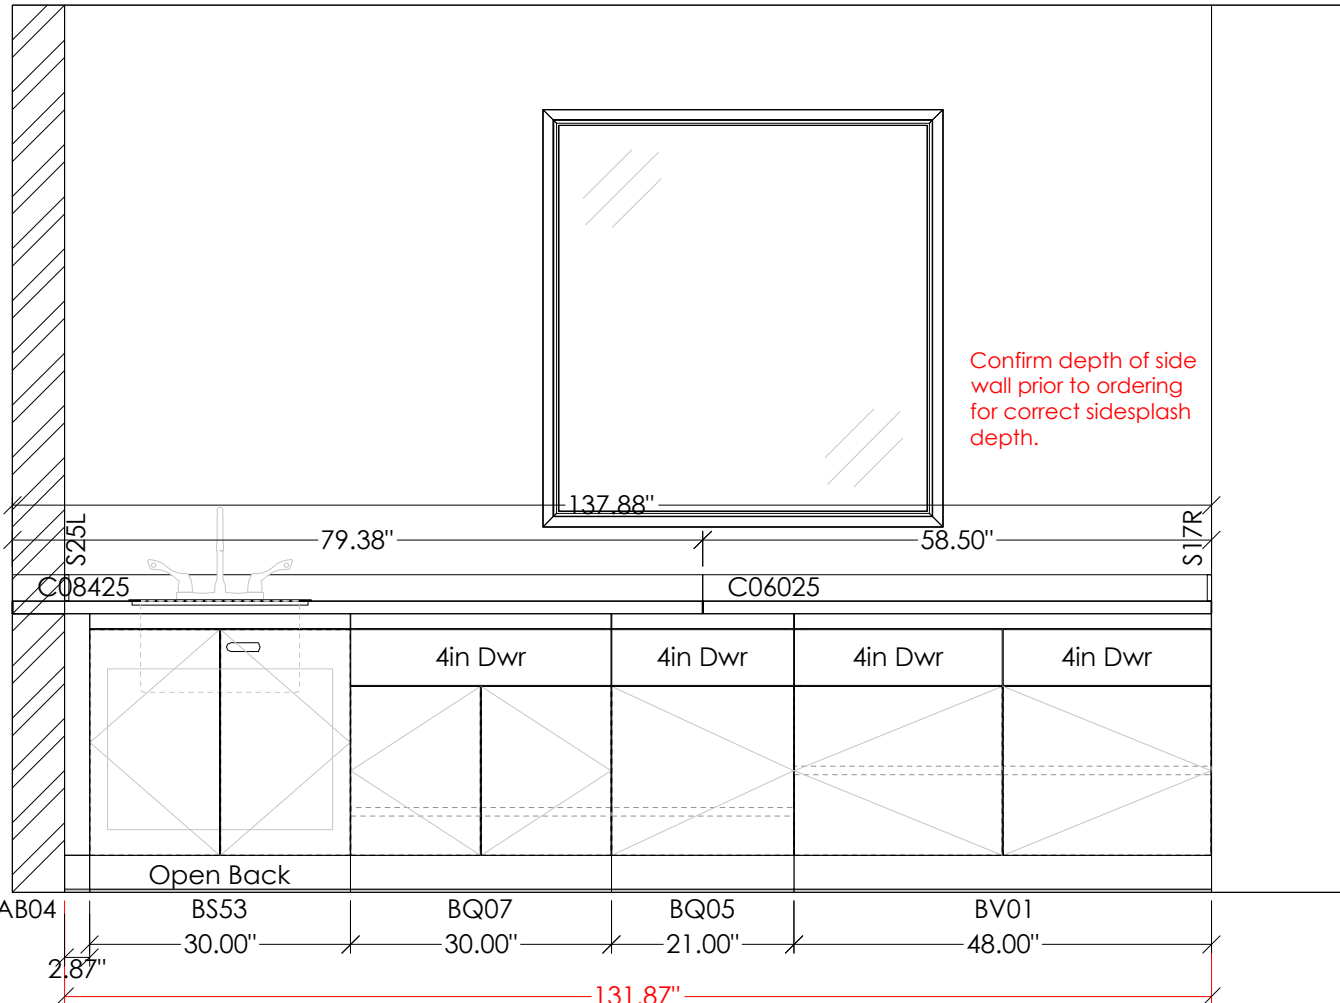 Confirm depth of side
wall prior to ordering
for correct sidesplash
depth.
137.88"
S25L
79.38"
58.50"
S17R
C08425
C06025
4in Dwr
4in Dwr
4in Dwr
4in Dwr
Open Back
AB04
BS53
BQ07
BQ05
BV01
30.00"
30.00"
21.00"
48.00"
2.87"
131.87"